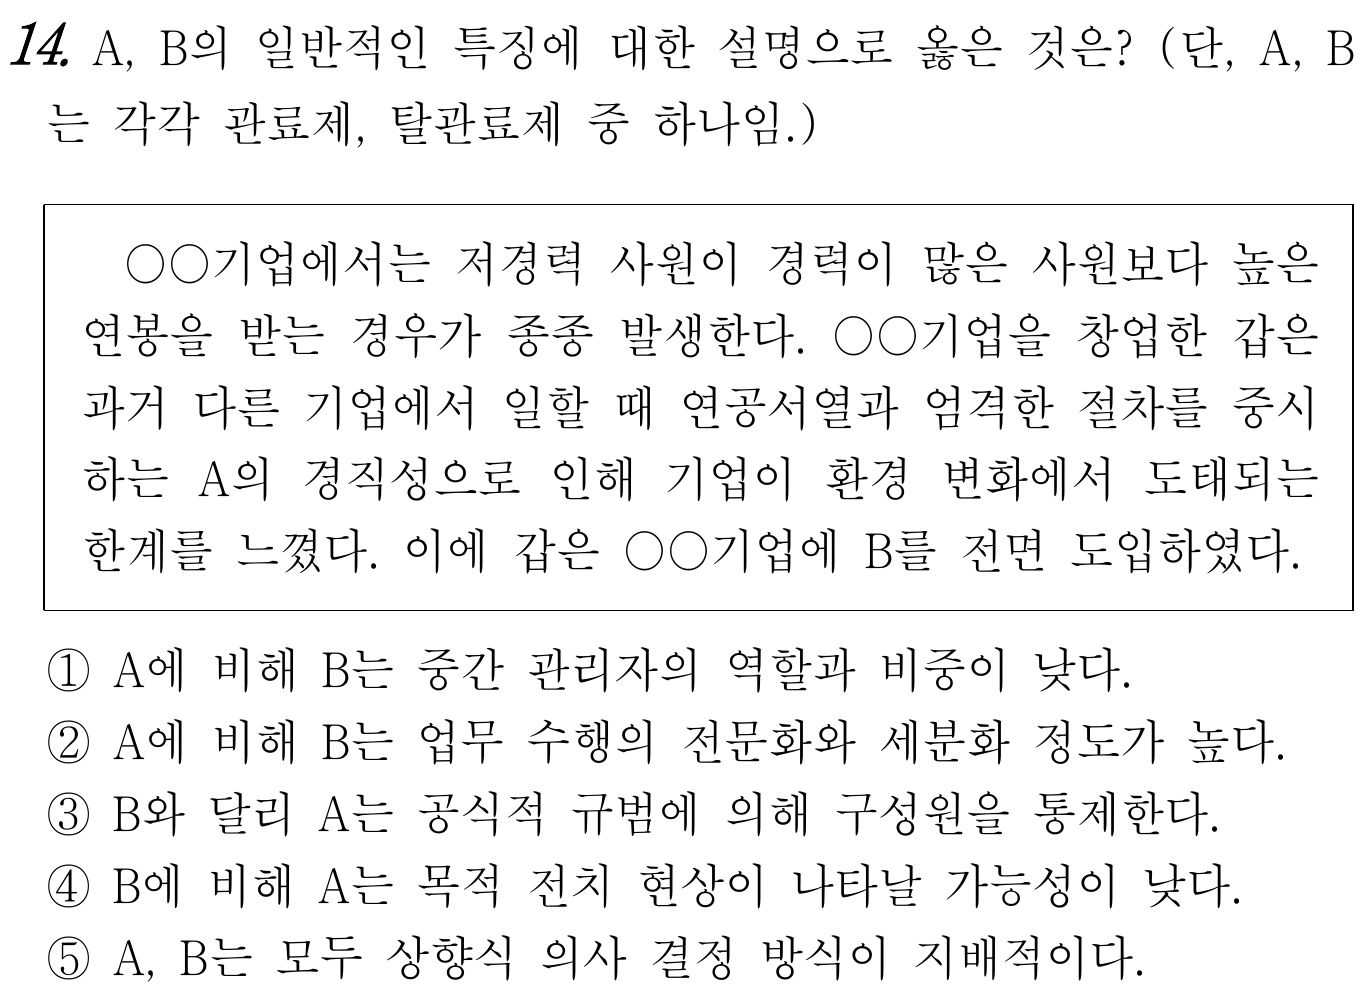 14. A, B의 일반적인 특징에 대한 설명으로 옳은 것은? (단, A, B
는 각각 관료제, 탈관료제 중 하나임.)
○○기업에서는 저경력 사원이 경력이 많은 사원보다 높은
연봉을 받는 경우가 종종 발생한다. ○○기업을 창업한 갑은
과거 다른 기업에서 일할 때 연공서열과 엄격한 절차를 중시
하는 A의 경직성으로 인해 기업이 환경 변화에서 도태되는
한계를 느꼈다. 이에 갑은 ○○기업에 B를 전면 도입하였다.
① A에 비해 B는 중간 관리자의 역할과 비중이 낮다.
② A에 비해 B는 업무 수행의 전문화와 세분화 정도가 높다.
③ B와 달리 A는 공식적 규범에 의해 구성원을 통제한다.
④ B에 비해 A는 목적 전치 현상이 나타날 가능성이 낮다.
⑤ A, B는 모두 상향식 의사 결정 방식이 지배적이다.